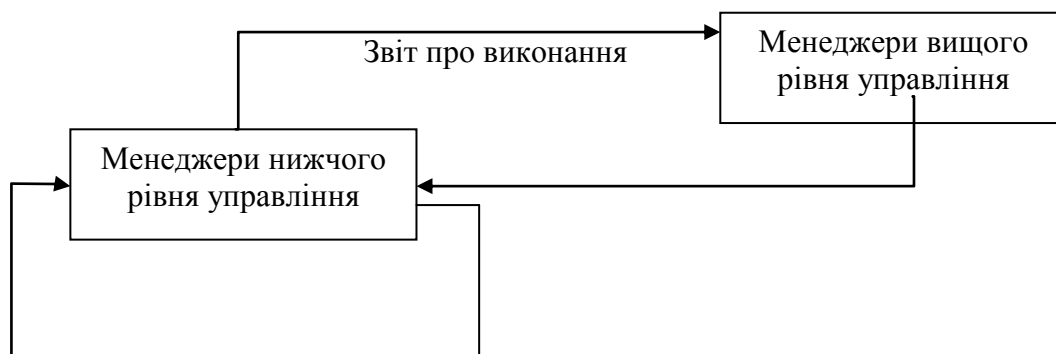 Звіт про виконання
Менеджери вищого
рівня управління
Менеджери нижчого
рівня управління